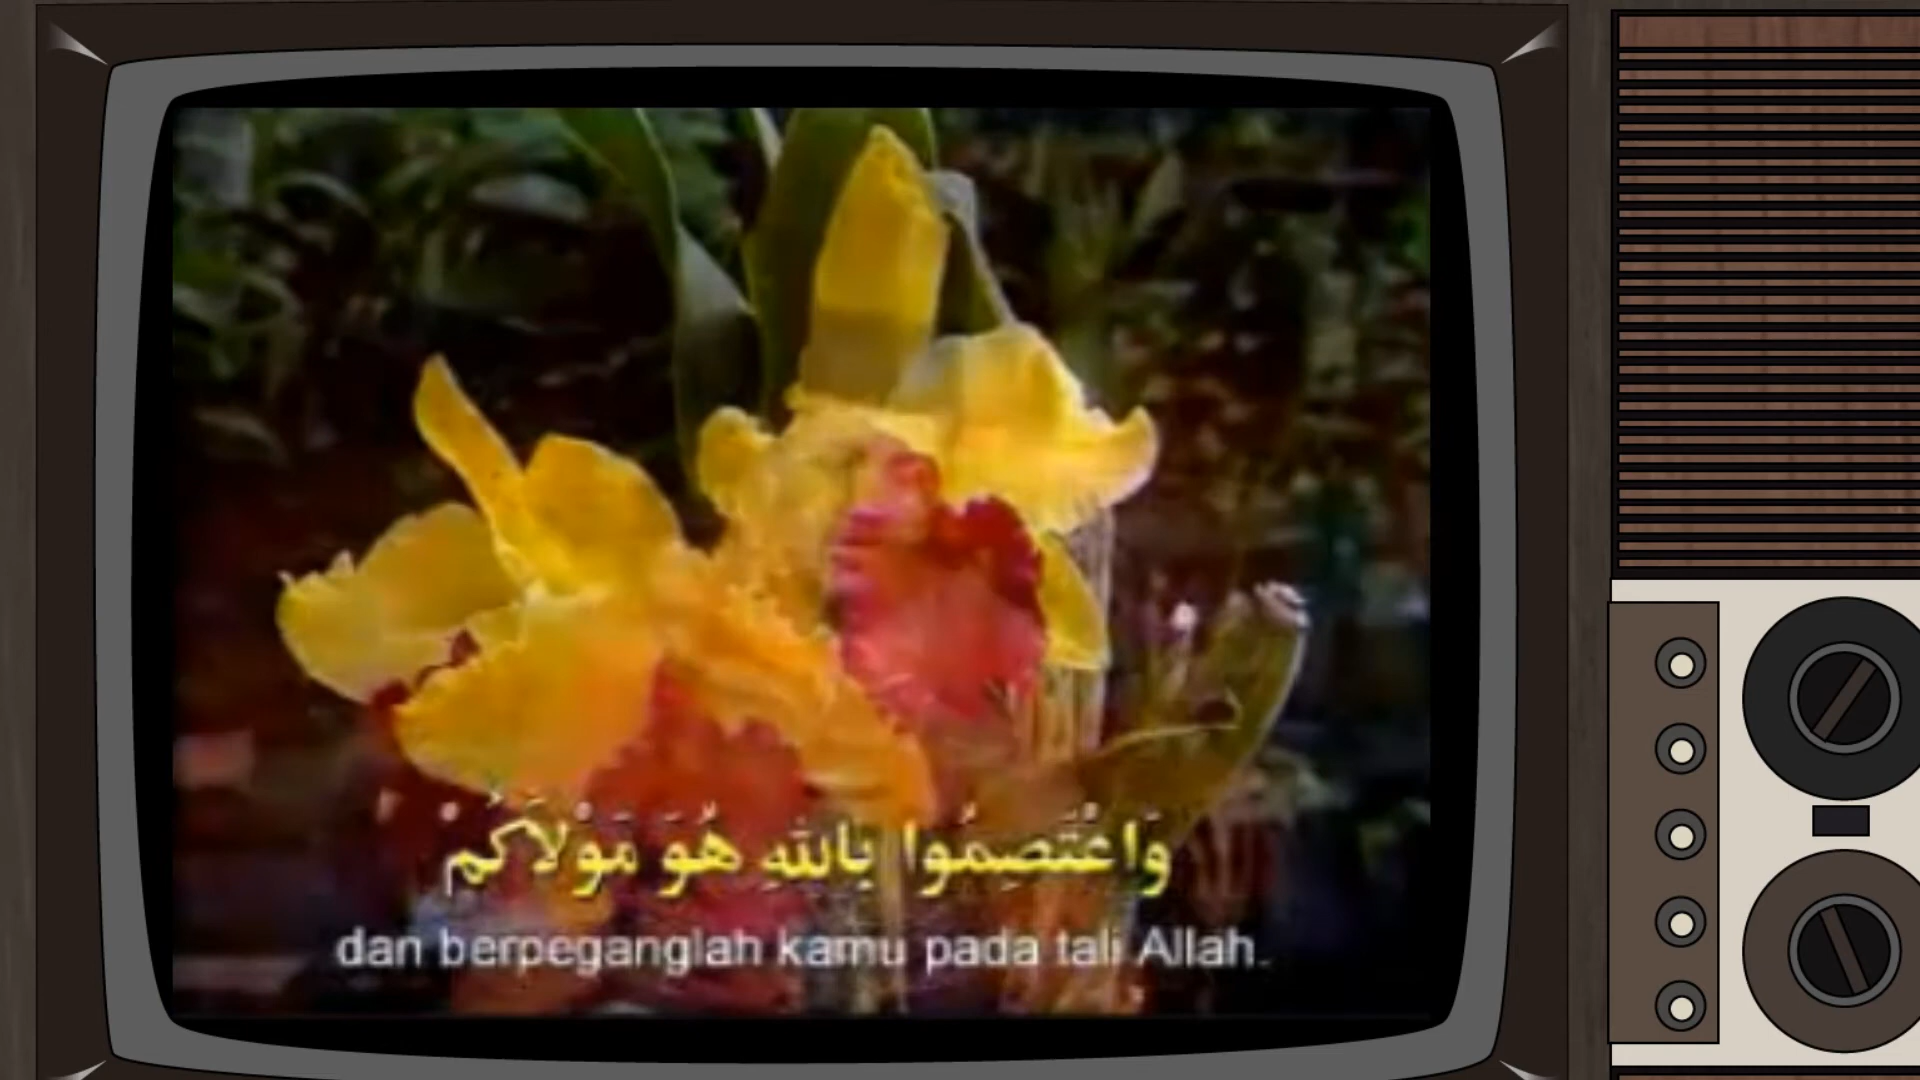 وَاعْتَصِمُوا بِاللهِ هُوَ مَوْلَاكُمْ
dan berpeganglah kamu pada tali Allah.